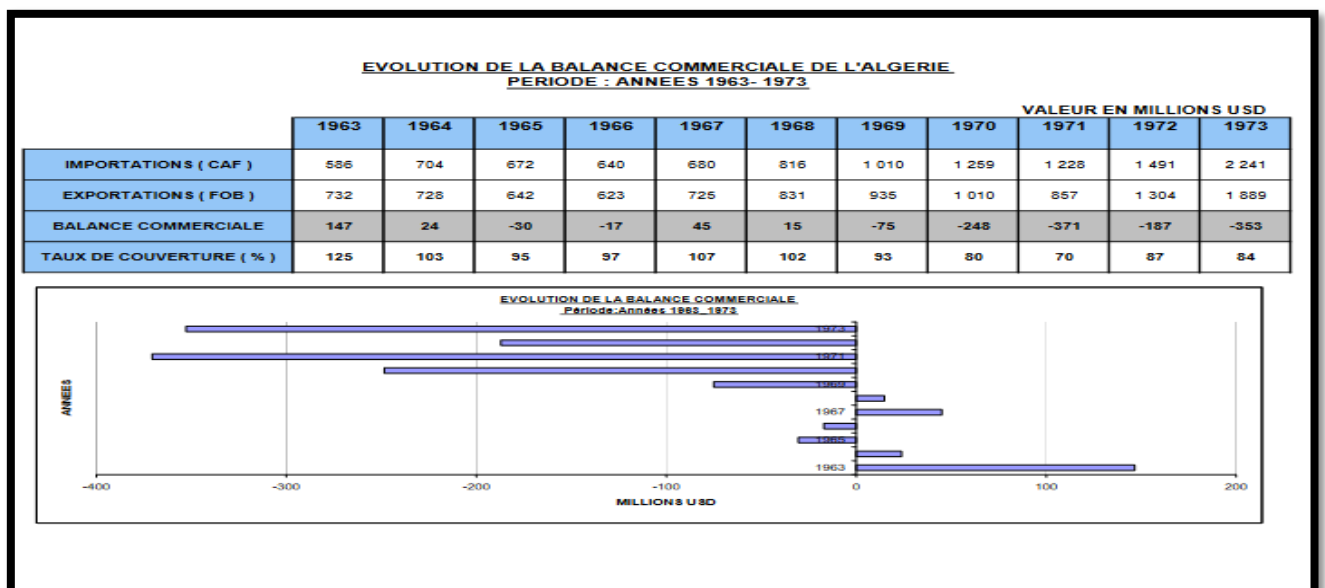 EVOLUTION DE LA BALANCE COMMERCIALE DE L'ALGERIE
PERIODE : ANNEES 1963- 1973
VALEUR EN MILLIONS USD
1963 1964 1965 1966 1967 1968 1969 1970 1971 1972 1973
IMPORTATIONS ( CAF ) 586 704 672 640 680 816 1 010 1 259 1 228 1 491 2 241
EXPORTATIONS ( FOB ) 732 728 642 623 725 831 935 1 010 857 1 304 1 889
BALANCE COMMERCIALE 147 24 -30 -17 45 15 -75 -248 -371 -187 -353
TAUX DE COUVERTURE ( % ) 125 103 95 97 107 102 93 80 70 87 84
EVOLUTION DE LA BALANCE COMMERCIALE
Période:Années 1963_1973
1973
1971
ANNEES
1969
1967
1965
1963
-400 -300 -200 -100 0 100 200
MILLIONS USD